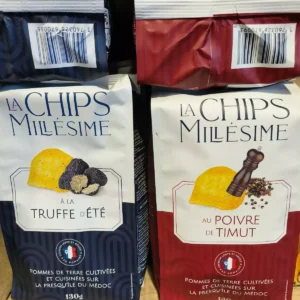 LA CHIPS
MILLÉSIME
À LA
TRUFFE D'ÉTÉ
POMMES DE TERRE CULTIVÉES
ET CUISINÉES SUR
LA PRESQU'ÎLE DU MÉDOC
130g
LA CHIPS
MILLÉSIME
AU POIVRE
DE TIMUT
POMMES DE TERRE CULTIVÉES
ET CUISINÉES SUR
LA PRESQU'ÎLE DU MÉDOC